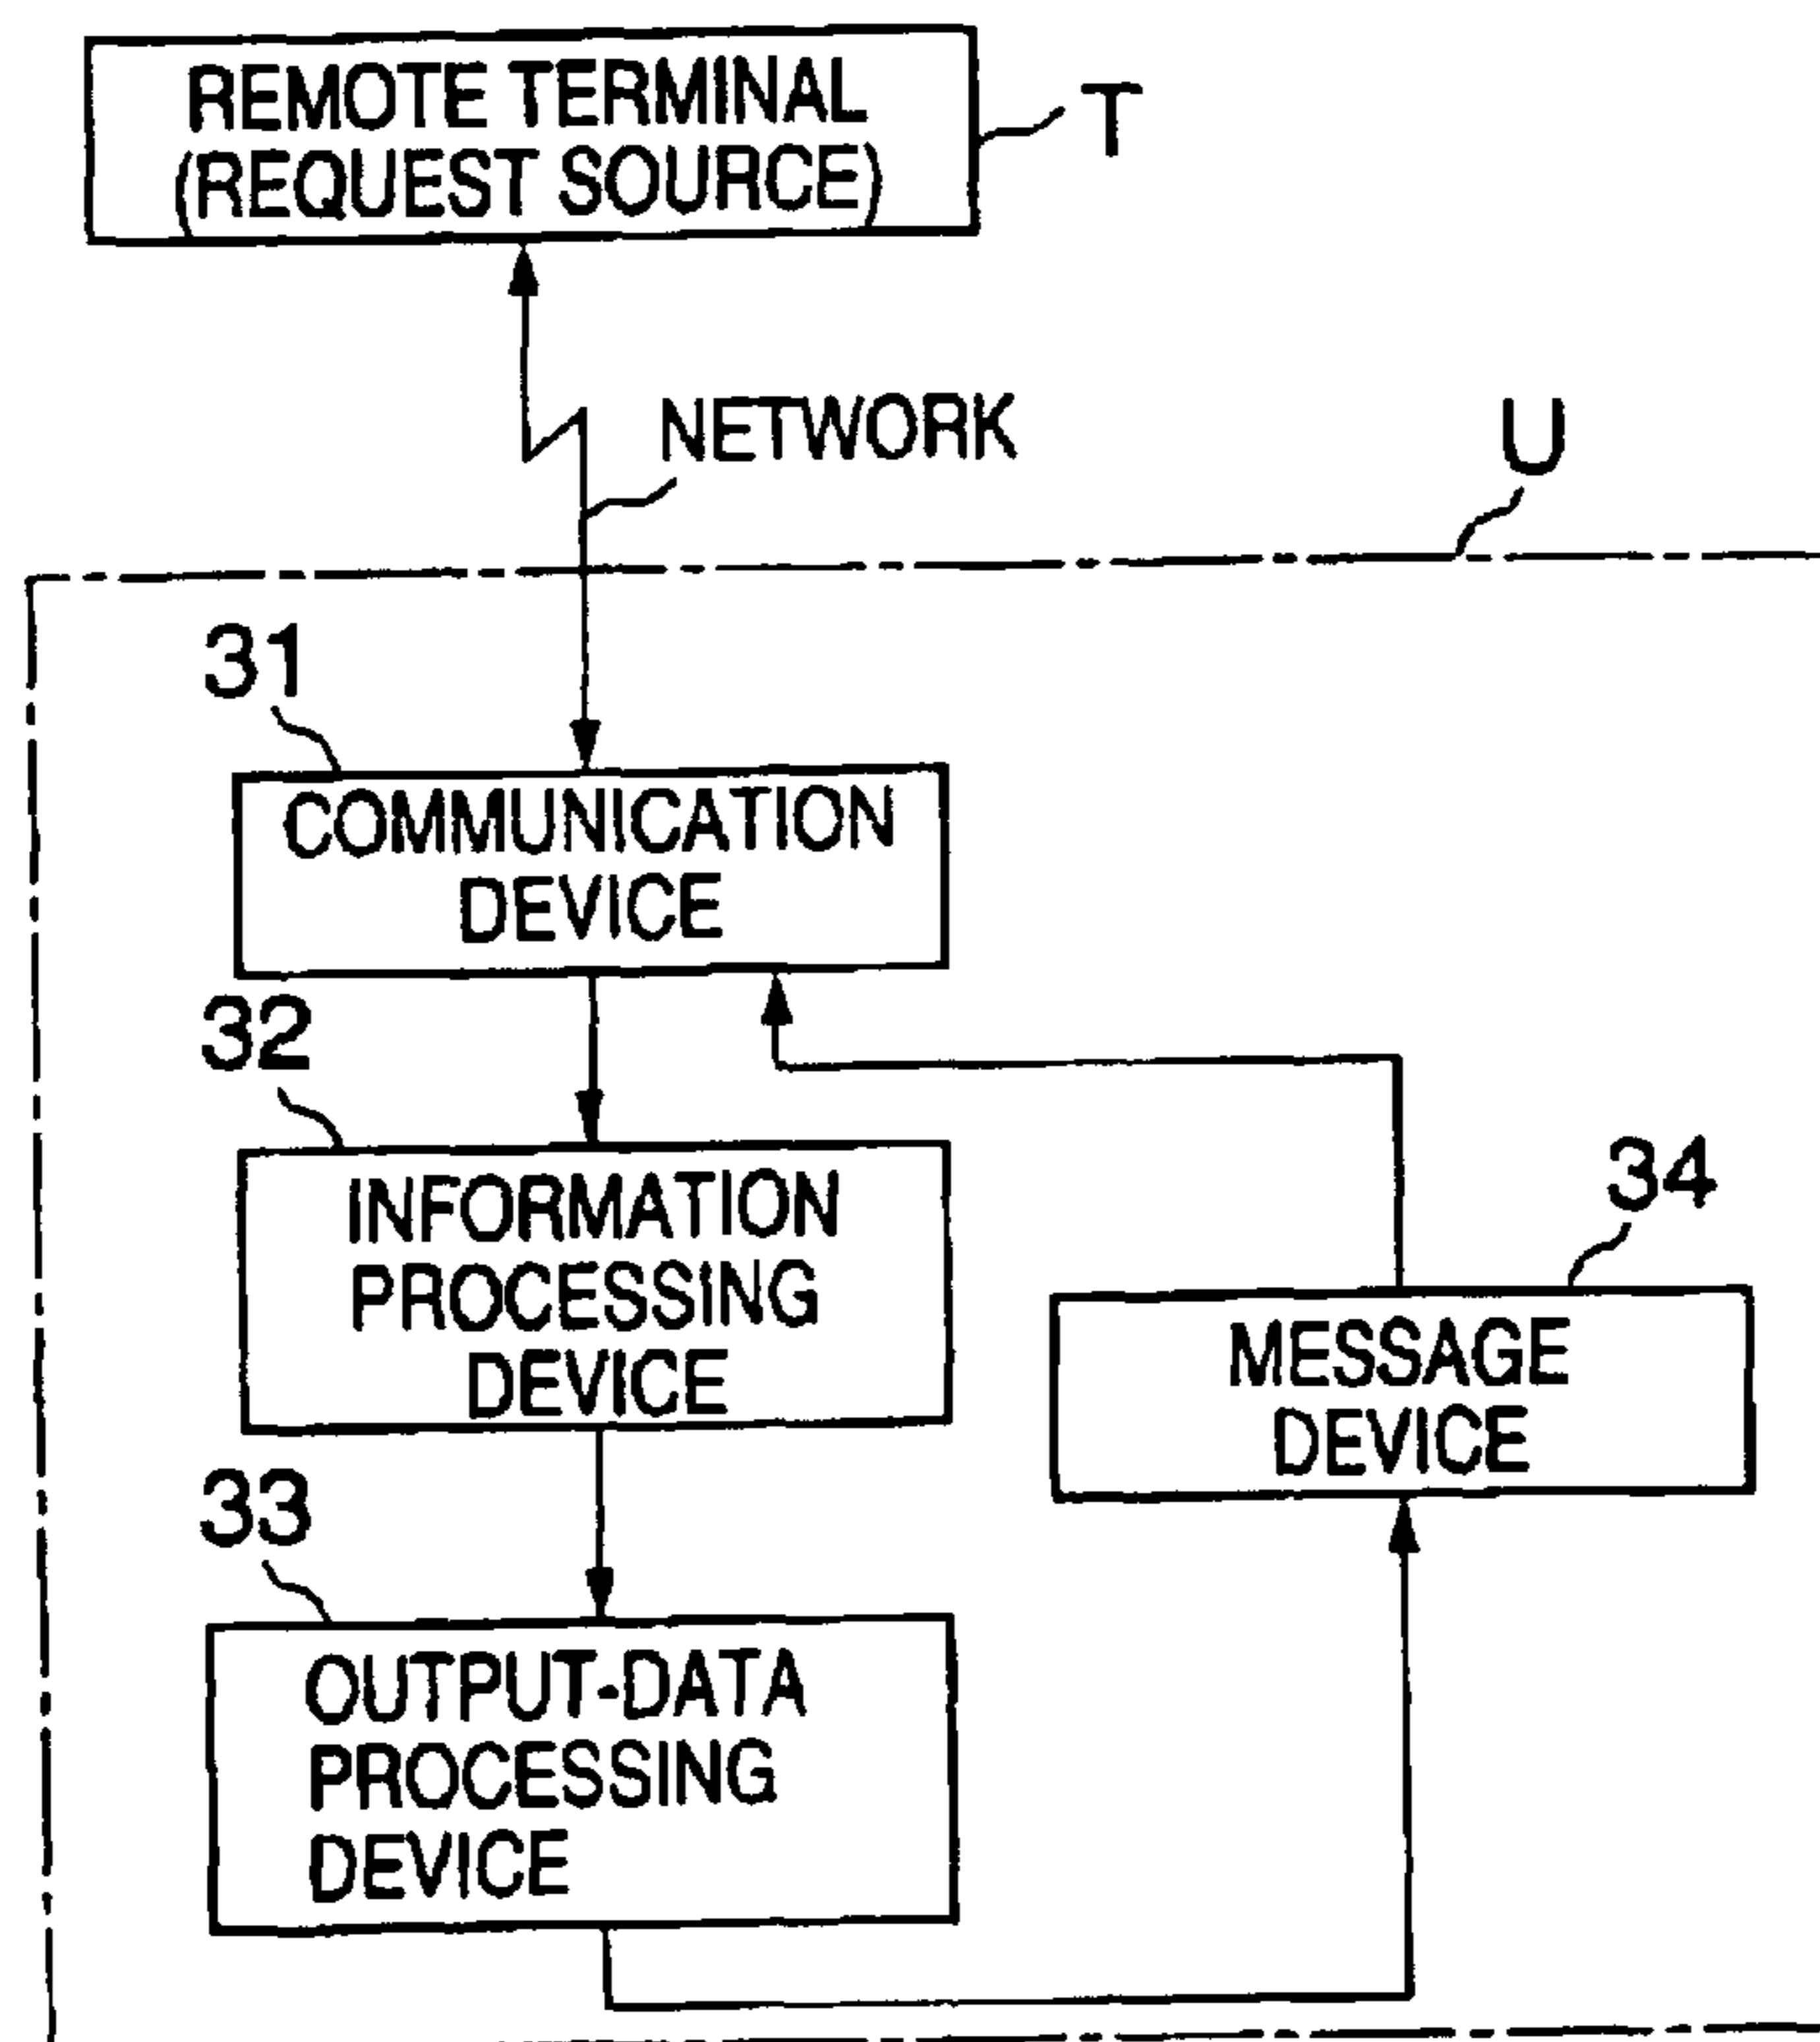 REMOTE TERMINAL
(REQUEST SOURCE)
T
NETWORK
U
31
COMMUNICATION
DEVICE
32
INFORMATION
PROCESSING
DEVICE
34
MESSAGE
DEVICE
33
OUTPUT-DATA
PROCESSING
DEVICE